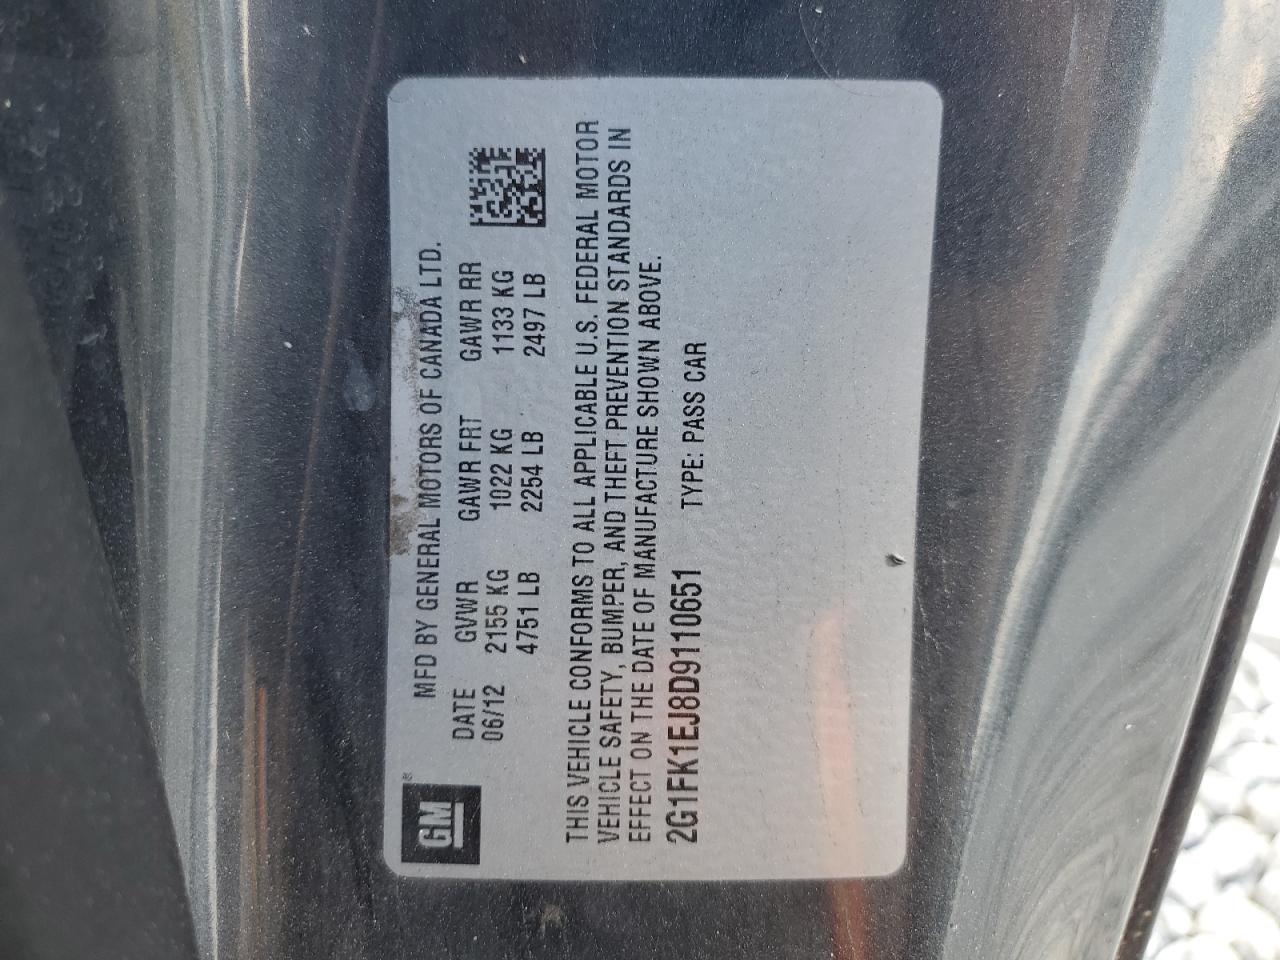 GM ®
MFD BY GENERAL MOTORS OF CANADA LTD.
DATE GVWR GAWR FRT GAWR RR
06/12 2155 KG 1022 KG 1133 KG
4751 LB 2254 LB 2497 LB
THIS VEHICLE CONFORMS TO ALL APPLICABLE U.S. FEDERAL MOTOR
VEHICLE SAFETY, BUMPER, AND THEFT PREVENTION STANDARDS IN
EFFECT ON THE DATE OF MANUFACTURE SHOWN ABOVE.
2G1FK1EJ8D9110651 TYPE: PASS CAR